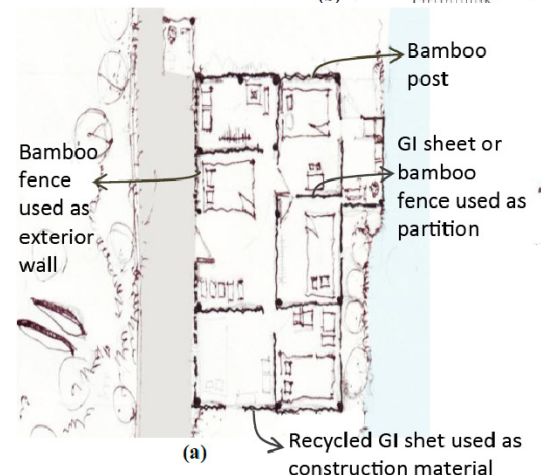 Bamboo
post
GI sheet or
bamboo
fence used as
partition
Bamboo
fence
used as
exterior
wall
(a)
Recycled GI shet used as
construction material